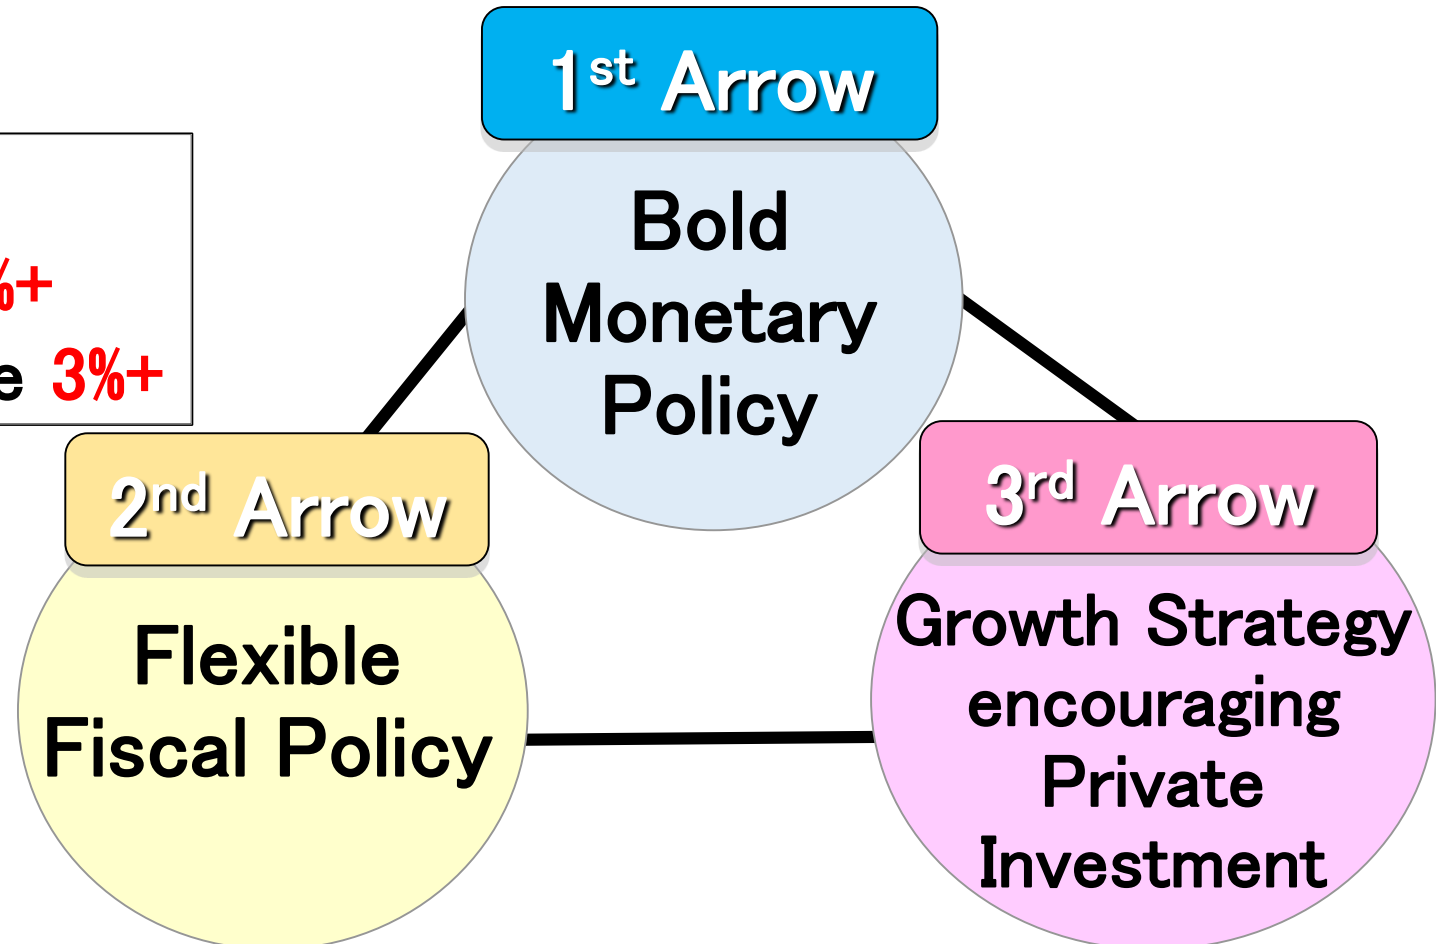 1st Arrow
Bold
Monetary
Policy
%+
e 3%+
2nd Arrow
Flexible
Fiscal Policy
3rd Arrow
Growth Strategy
encouraging
Private
Investment